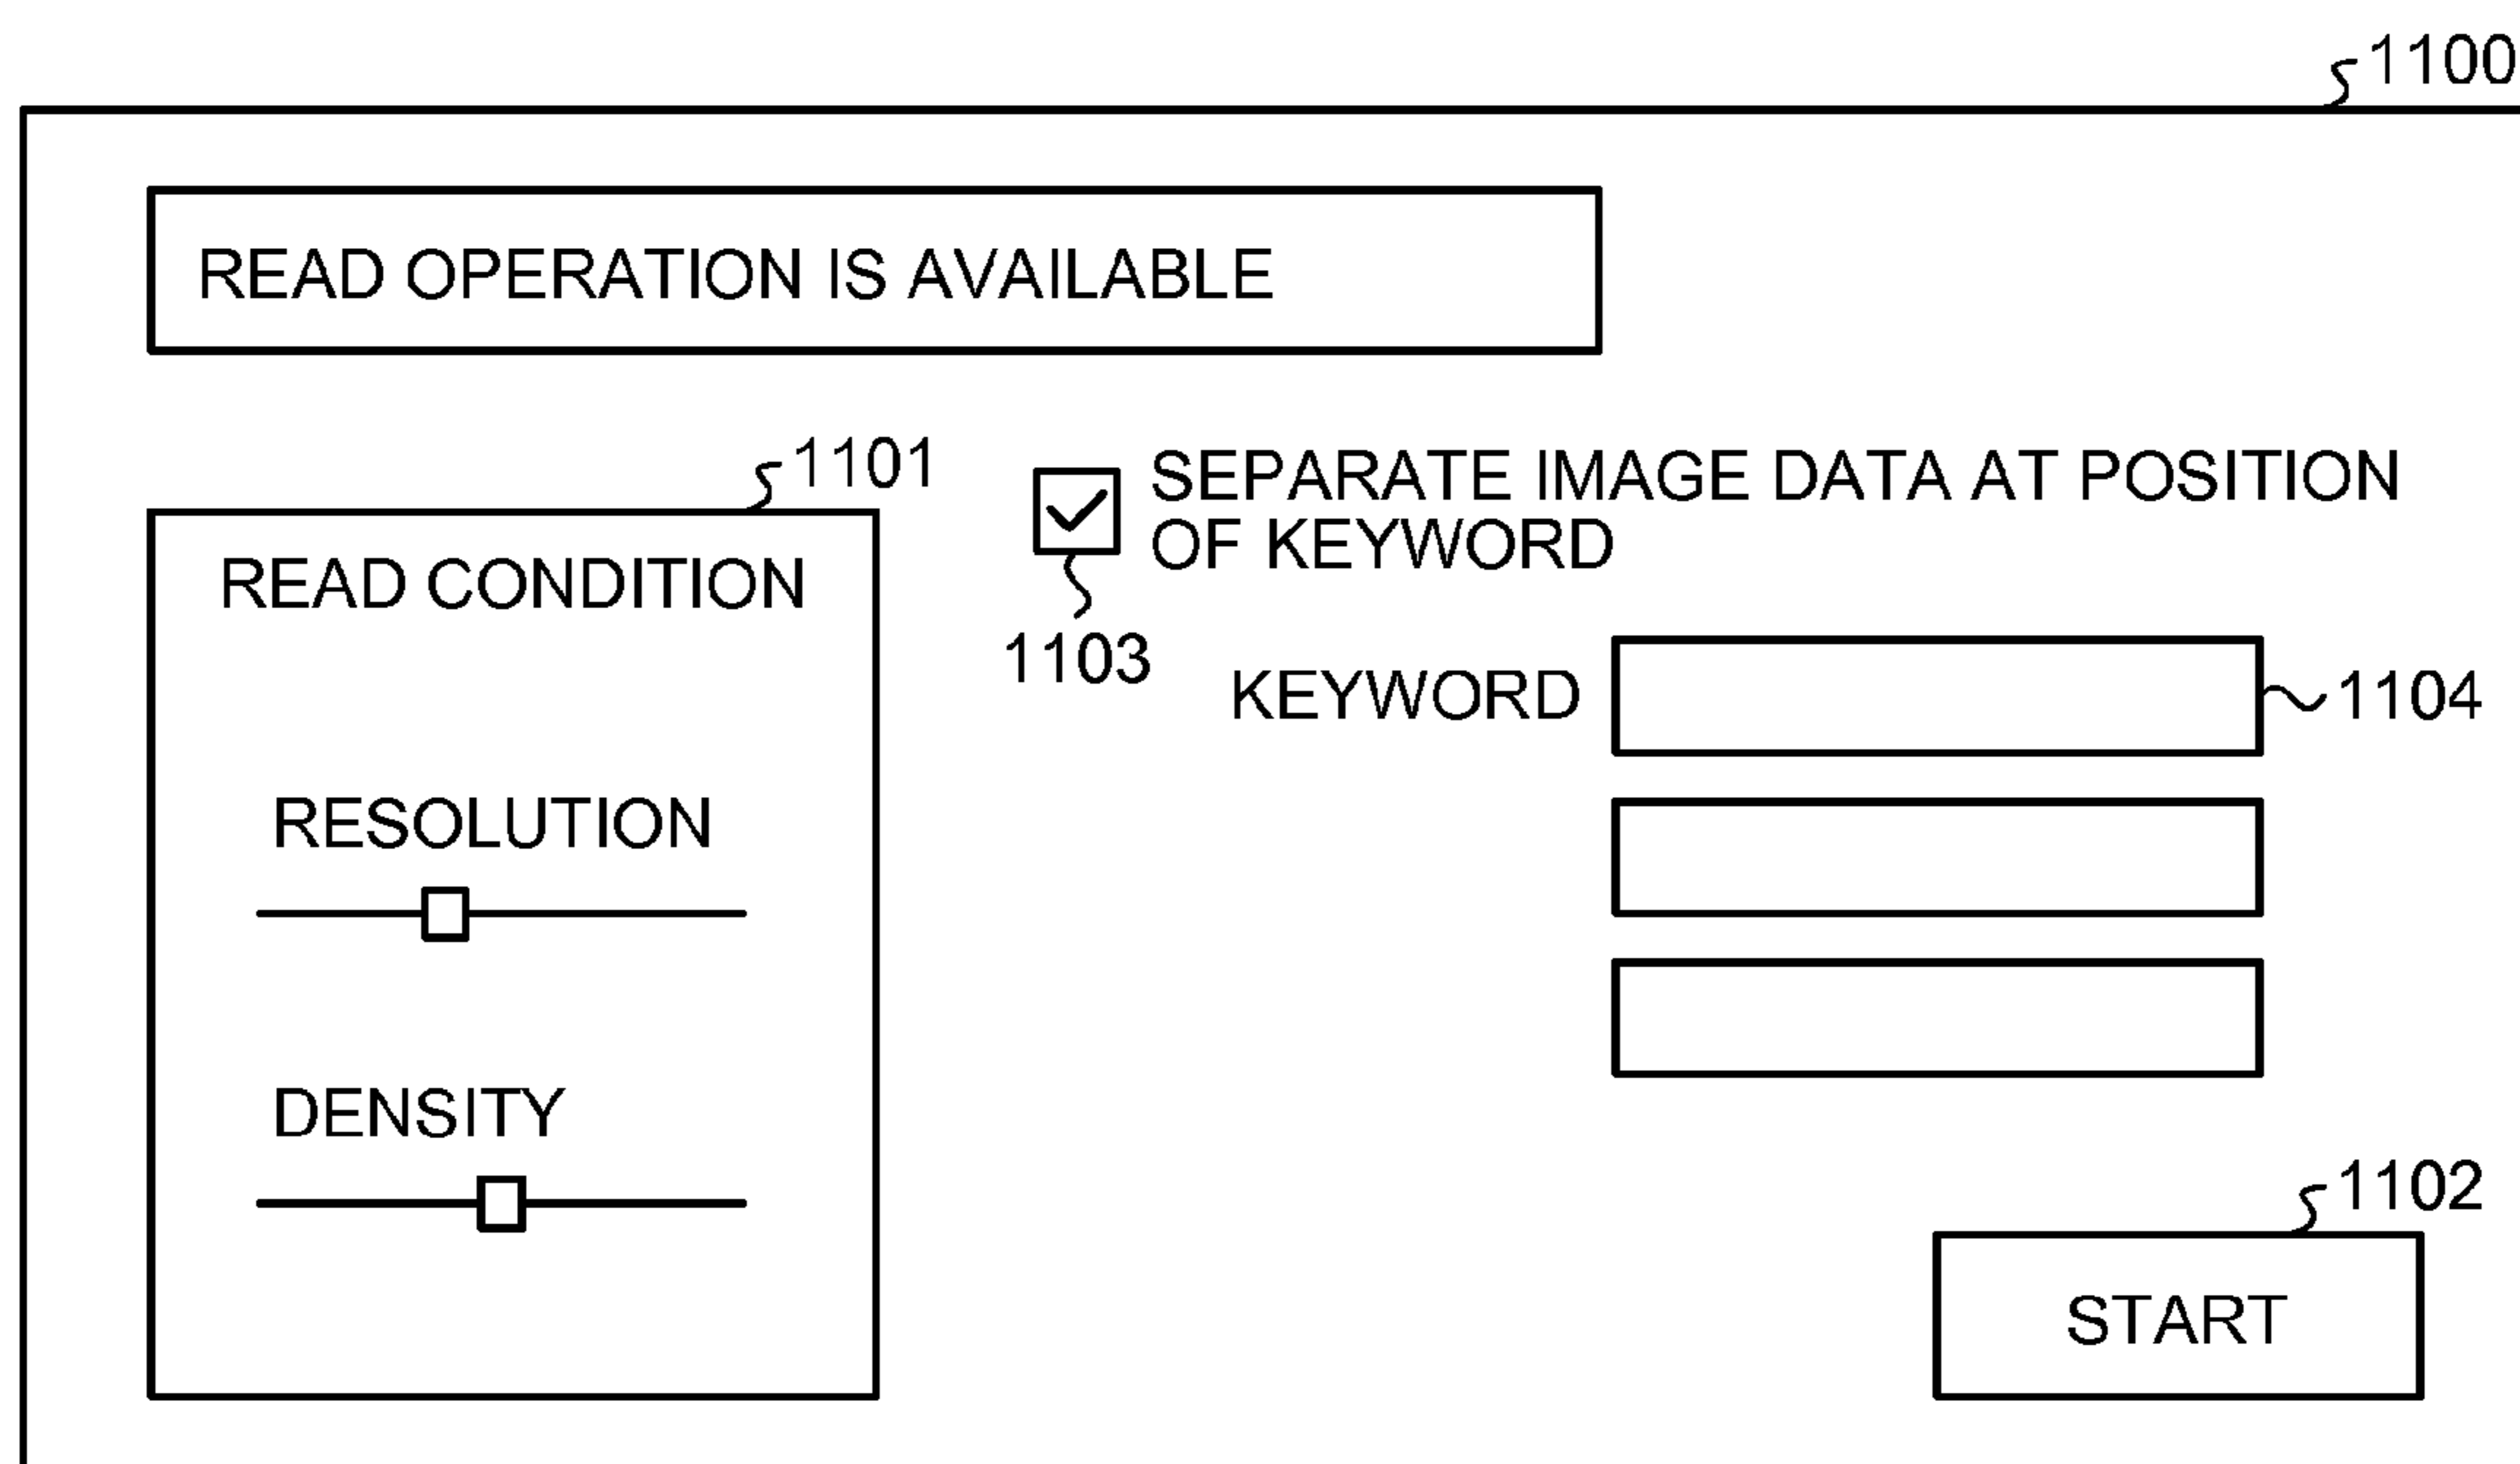 1100
READ OPERATION IS AVAILABLE
1101
SEPARATE IMAGE DATA AT POSITION
OF KEYWORD
READ CONDITION
1103
KEYWORD
1104
RESOLUTION
DENSITY
1102
START